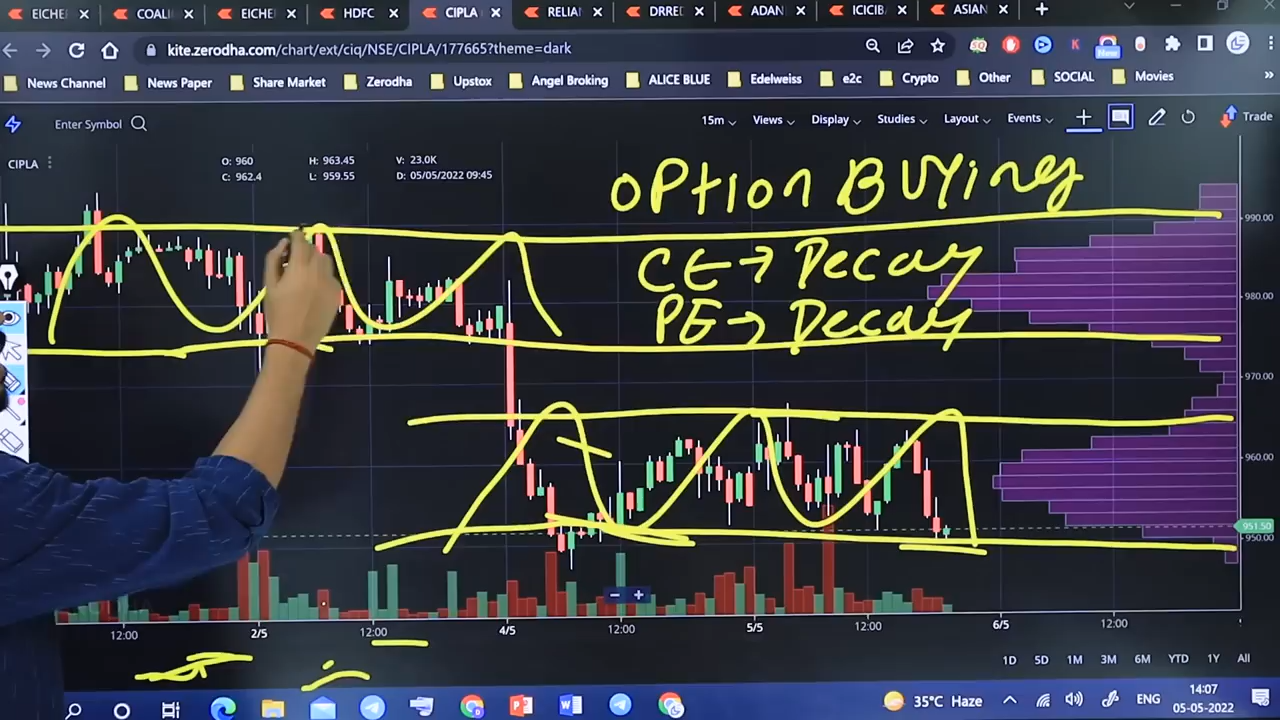 EICHEI
COALI
EICHEI
HDFC
CIPLA
RELIAN
DRRED
ADAN
ICICIB
ASIAN
kite.zerodha.com/chart/ext/ciq/NSE/CIPLA/177665?theme=dark
New
News Channel
News Paper
Share Market
Zerodha
Upstox
Angel Broking
ALICE BLUE
Edelweiss
e2c
Crypto
Other
SOCIAL
Movies
Enter Symbol
15m
Views
Display
Studies
Layout
Events
Trade
CIPLA
O: 960 H: 963.45 V: 23.0K
C: 962.4 L: 959.55 D: 05/05/2022 09:45
OPTION BUYING
CE → Decay
PE → Decay
990.00
980.00
970.00
960.00
951.50
950.00
12:00 2/5 12:00 4/5 12:00 5/5 12:00 6/5 12:00
1D 5D 1M 3M 6M YTD 1Y All
35°C Haze
ENG
14:07
05-05-2022